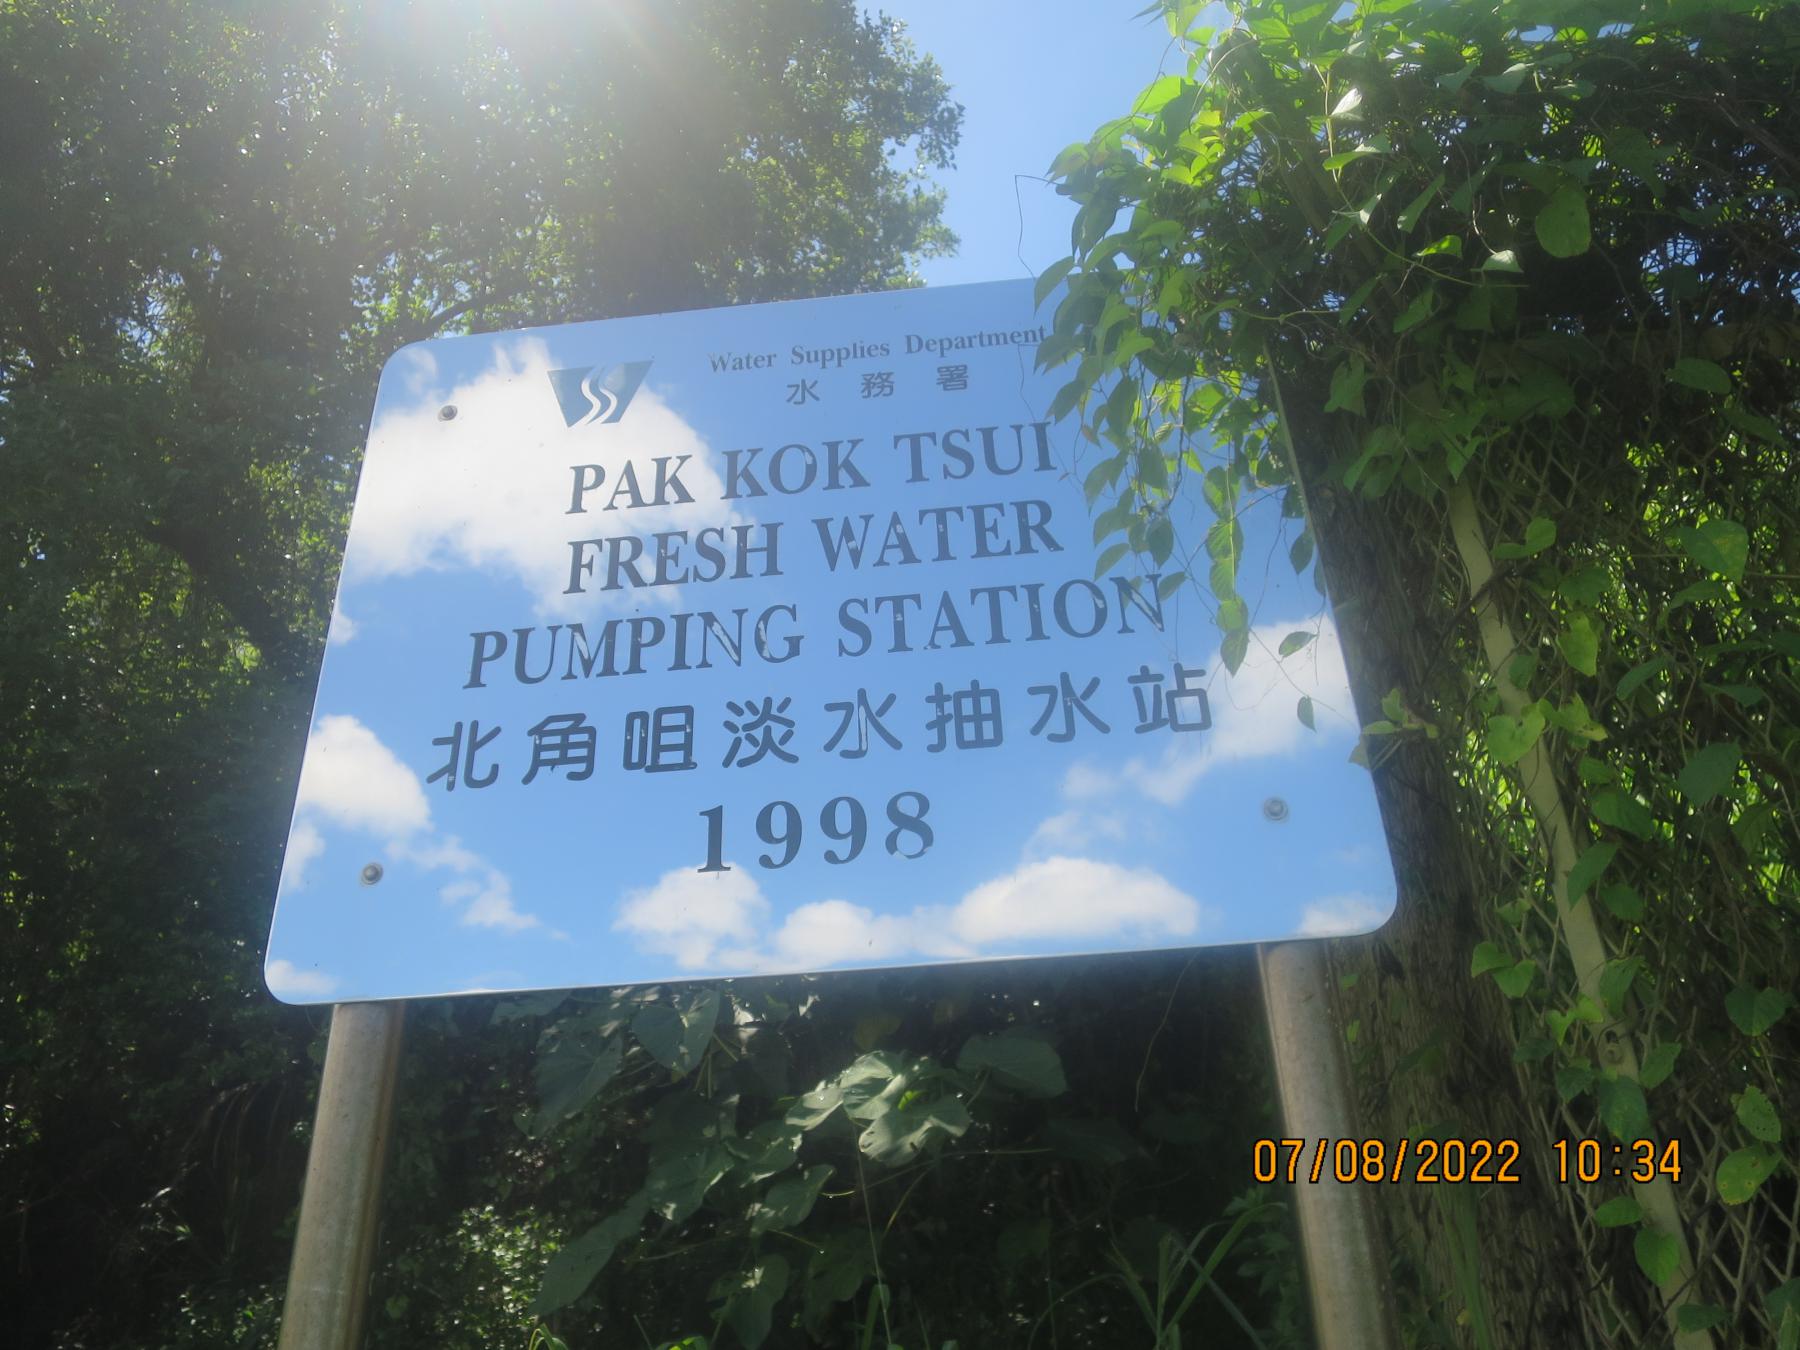 Water Supplies Department
水務署
PAK KOK TSUI
FRESH WATER
PUMPING STATION
北角咀淡水抽水站
1998
07/08/2022 10:34